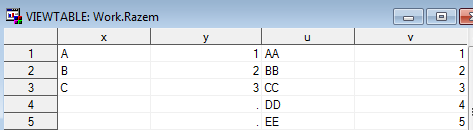 VIEWTABLE: Work.Razem
x y u v
1 A 1 AA 1
2 B 2 BB 2
3 C 3 CC 3
4 . DD 4
5 . EE 5